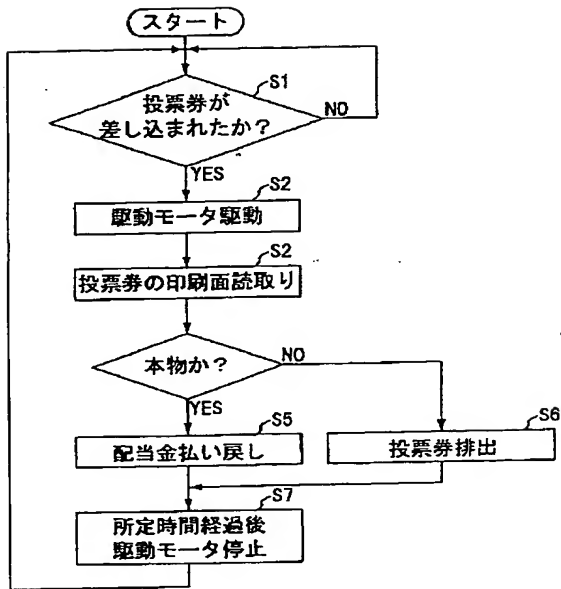 スタート
S1
投票券が
差し込まれたか？
NO
YES
S2
駆動モータ駆動
S2
投票券の印刷面読取り
本物か？
NO
YES
S5
配当金払い戻し
S6
投票券排出
S7
所定時間経過後
駆動モータ停止